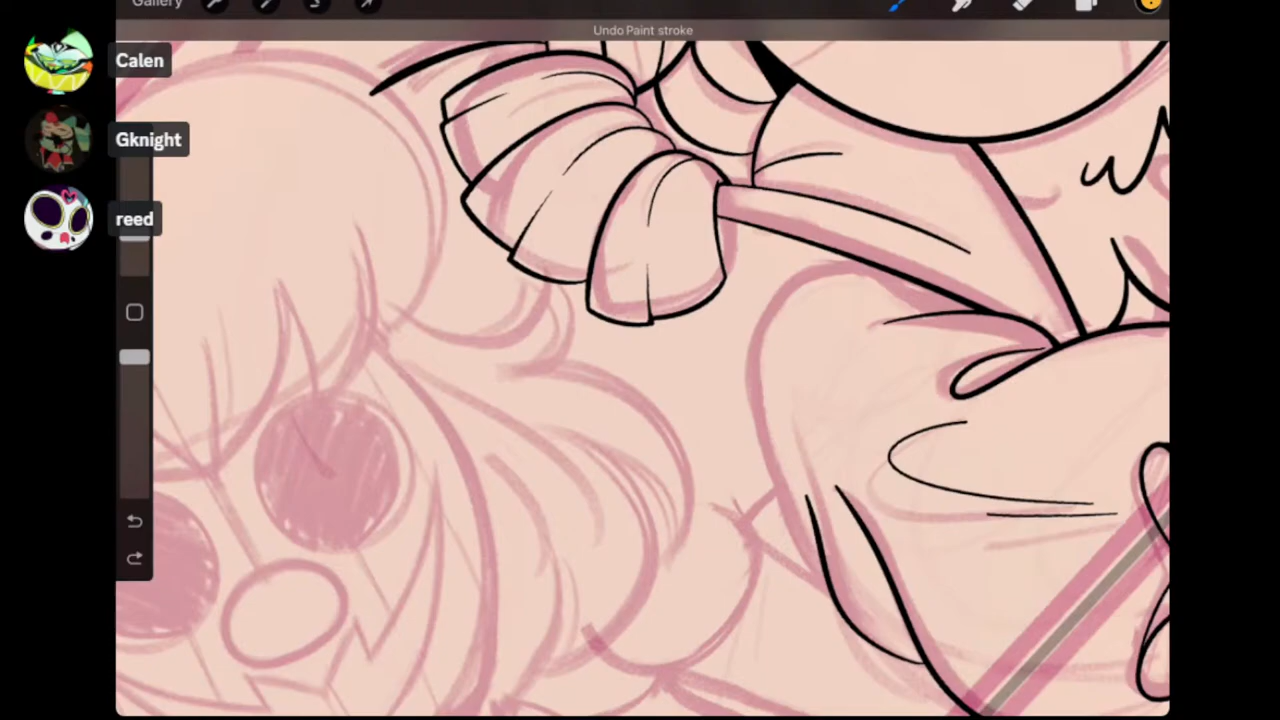 Gallery
Undo Paint stroke
Calen
Gknight
reed